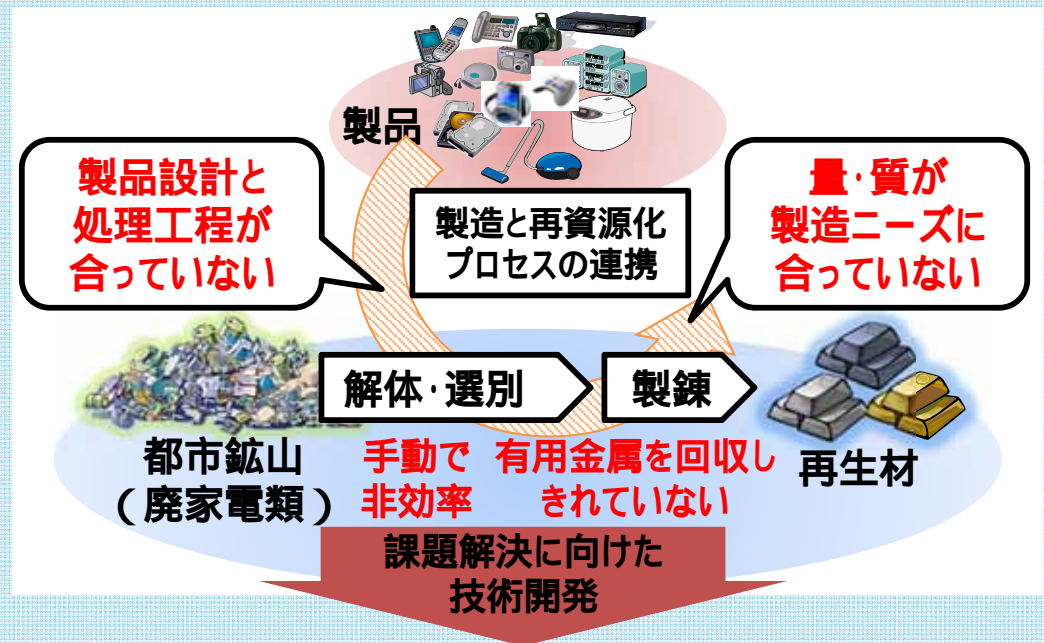 製品
製品設計と
処理工程が
合っていない
製造と再資源化
プロセスの連携
量・質が
製造ニーズに
合っていない
解体・選別
製錬
都市鉱山
(廃家電類)
手動で
非効率
有用金属を回収し
きれていない
再生材
課題解決に向けた
技術開発